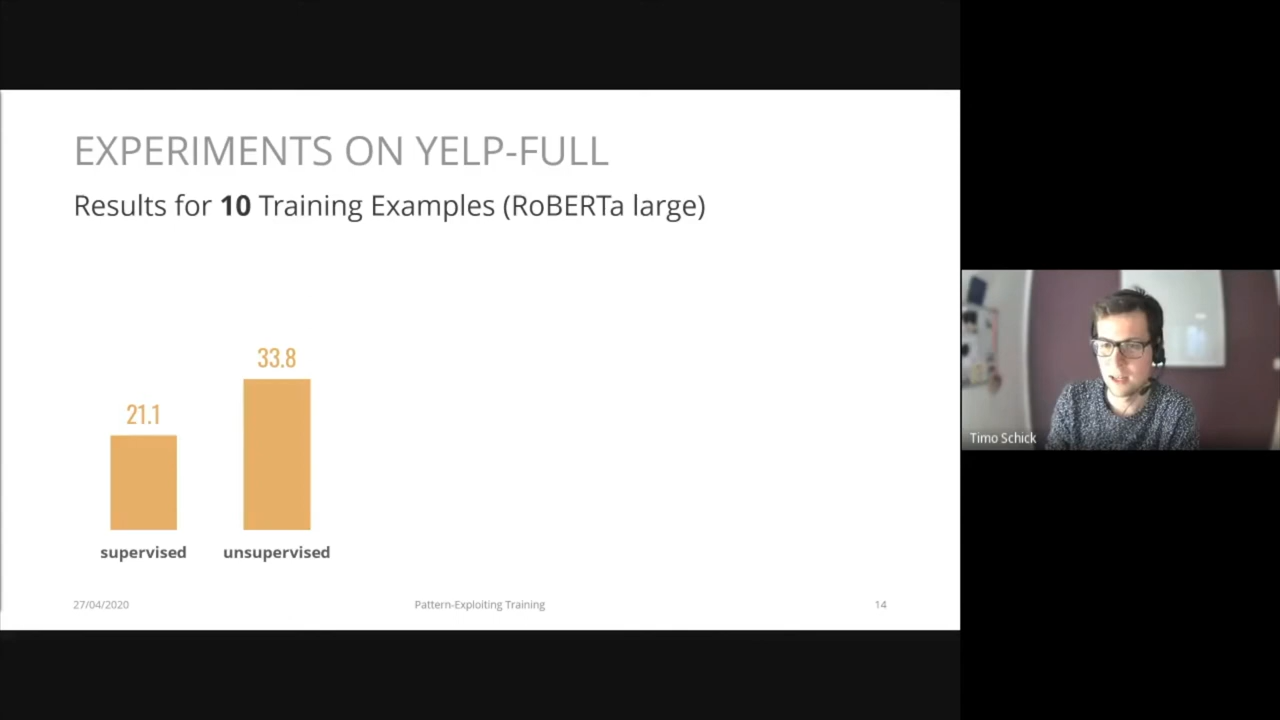 EXPERIMENTS ON YELP-FULL
Results for 10 Training Examples (RoBERTa large)
33.8
21.1
supervised unsupervised
27/04/2020 Pattern-Exploiting Training 14
Timo Schick